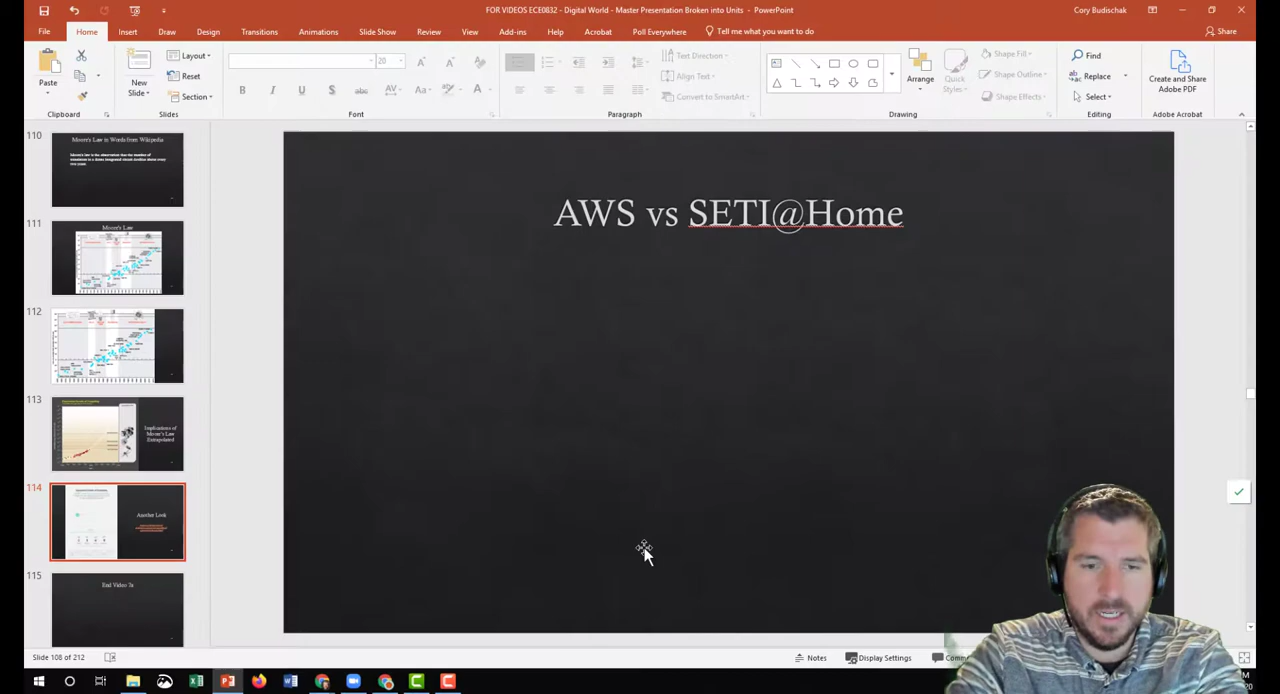 FOR VIDEOS ECE0832 - Digital World - Master Presentation Broken into Units - PowerPoint
Cory Budischak
File
Home
Insert
Draw
Design
Transitions
Animations
Slide Show
Review
View
Add-ins
Help
Acrobat
Poll Everywhere
Tell me what you want to do
Share
Paste
New
Slide
Layout
Reset
Section
20
B
I
U
S
abc
AV
Aa
A
Text Direction
Align Text
Convert to SmartArt
Arrange
Quick
Styles
Shape Fill
Shape Outline
Shape Effects
Find
Replace
Select
Create and Share
Adobe PDF
Clipboard
Slides
Font
Paragraph
Drawing
Editing
Adobe Acrobat
110
Moore's Law in Words from Wikipedia
111
Moore's Law
112
113
Implications of
Moore's Law
Extrapolated
114
Another Look
115
End Video 3a
AWS vs SETI@Home
Slide 108 of 212
Notes
Display Settings